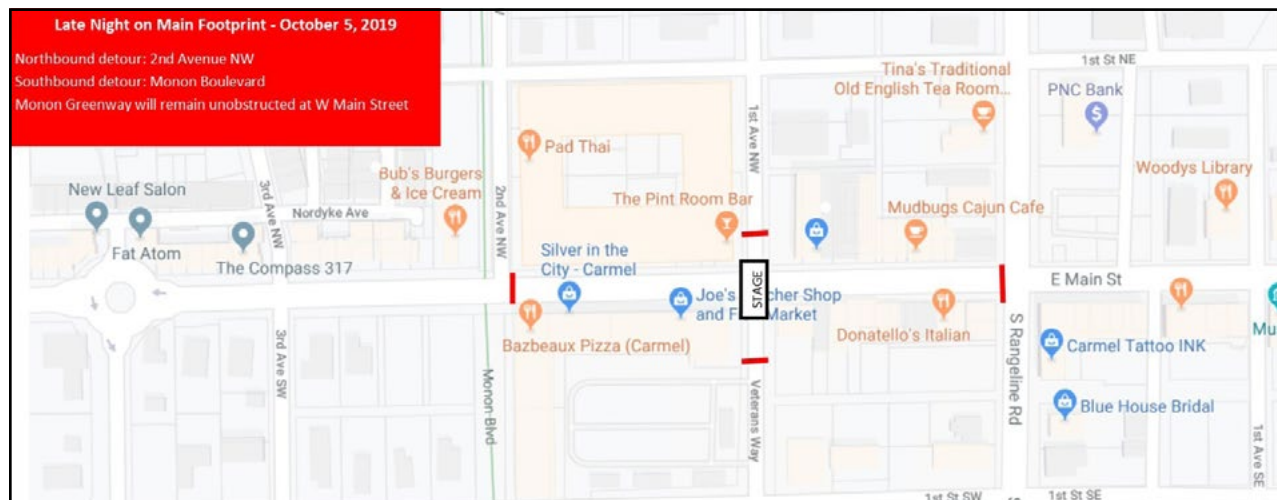 Late Night on Main Footprint - October 5, 2019
Northbound detour: 2nd Avenue NW
Southbound detour: Monon Boulevard
Monon Greenway will remain unobstructed at W Main Street
1st St NE
Tina's Traditional
Old English Tea Room...
PNC Bank
1st Ave NW
Pad Thai
Woodys Library
Bub's Burgers
& Ice Cream
2nd Ave NW
New Leaf Salon
3rd Ave NW
Nordyke Ave
The Pint Room Bar
Mudbugs Cajun Cafe
Fat Atom
The Compass 317
Silver in the
City - Carmel
STAGE
E Main St
Joe's cher Shop
and F Market
Bazbeaux Pizza (Carmel)
Donatello's Italian
S Rangeline Rd
Carmel Tattoo INK
Mu
3rd Ave SW
Monon Blvd
Veterans Way
Blue House Bridal
1st Ave SE
1st St SW
1st St SE